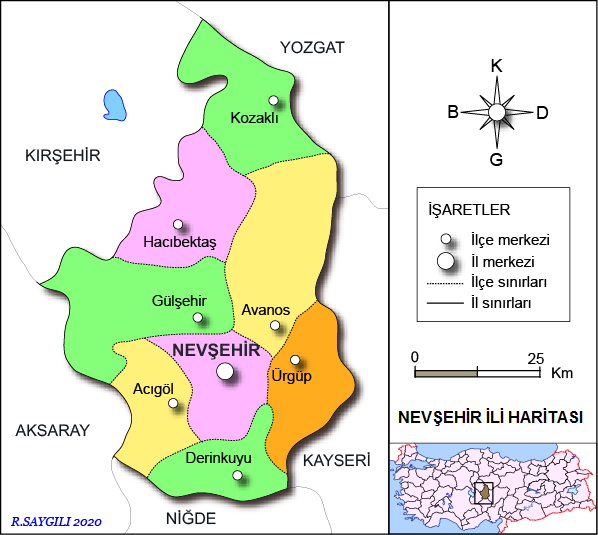 YOZGAT
Kozaklı
KIRŞEHİR
Hacıbektaş
Gülşehir
Avanos
NEVŞEHİR
Ürgüp
Acıgöl
AKSARAY
Derinkuyu
KAYSERİ
NİĞDE
R.SAYGILI 2020
K
B
D
G
İŞARETLER
İlçe merkezi
İl merkezi
İlçe sınırları
İl sınırları
0 25
Km
NEVŞEHİR İLİ HARİTASI